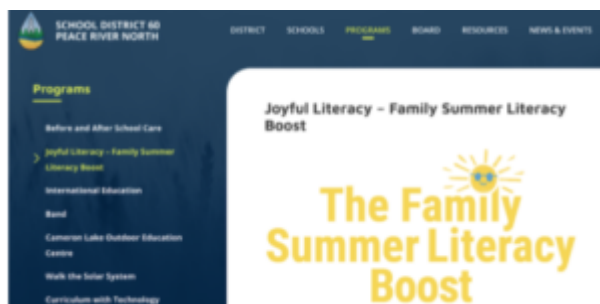 SCHOOL DISTRICT 60
PEACE RIVER NORTH
DISTRICT SCHOOLS PROGRAMS BOARD RESOURCES NEWS & EVENTS
Programs
Before and After School Care
Joyful Literacy – Family Summer
Literacy Boost
International Education
Band
Cameron Lake Outdoor Education
Centre
Walk the Solar System
Curriculum with Technology
Joyful Literacy – Family Summer Literacy
Boost
The Family
Summer Literacy
Boost